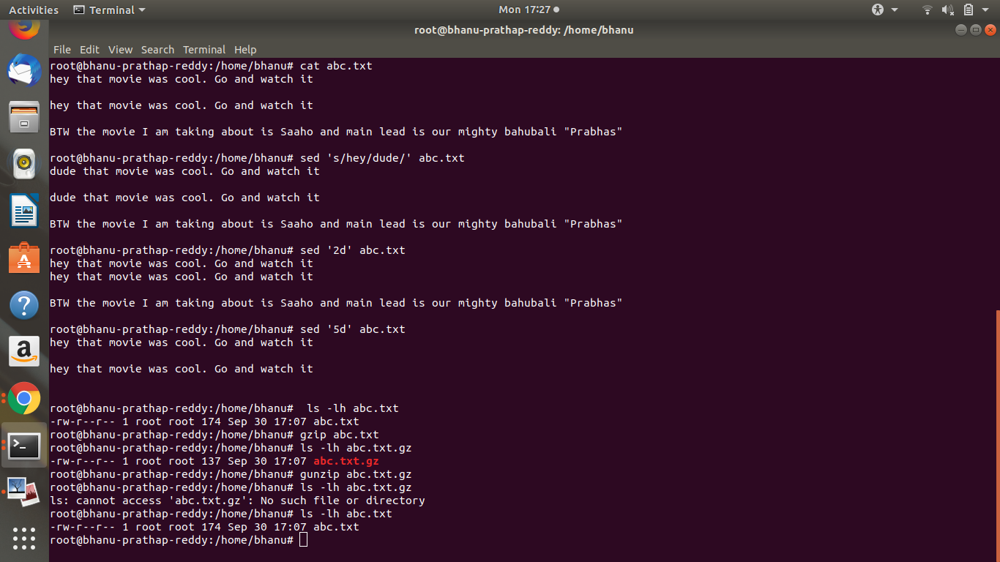 Activities Terminal Mon 17:27
root@bhanu-prathap-reddy: /home/bhanu
File Edit View Search Terminal Help
root@bhanu-prathap-reddy:/home/bhanu# cat abc.txt
hey that movie was cool. Go and watch it
hey that movie was cool. Go and watch it
BTW the movie I am taking about is Saaho and main lead is our mighty bahubali "Prabhas"
root@bhanu-prathap-reddy:/home/bhanu# sed 's/hey/dude/' abc.txt
dude that movie was cool. Go and watch it
dude that movie was cool. Go and watch it
BTW the movie I am taking about is Saaho and main lead is our mighty bahubali "Prabhas"
root@bhanu-prathap-reddy:/home/bhanu# sed '2d' abc.txt
hey that movie was cool. Go and watch it
hey that movie was cool. Go and watch it
BTW the movie I am taking about is Saaho and main lead is our mighty bahubali "Prabhas"
root@bhanu-prathap-reddy:/home/bhanu# sed '5d' abc.txt
hey that movie was cool. Go and watch it
hey that movie was cool. Go and watch it
root@bhanu-prathap-reddy:/home/bhanu#  ls -lh abc.txt
-rw-r--r-- 1 root root 174 Sep 30 17:07 abc.txt
root@bhanu-prathap-reddy:/home/bhanu# gzip abc.txt
root@bhanu-prathap-reddy:/home/bhanu# ls -lh abc.txt.gz
-rw-r--r-- 1 root root 137 Sep 30 17:07 abc.txt.gz
root@bhanu-prathap-reddy:/home/bhanu# gunzip abc.txt.gz
root@bhanu-prathap-reddy:/home/bhanu# ls -lh abc.txt.gz
ls: cannot access 'abc.txt.gz': No such file or directory
root@bhanu-prathap-reddy:/home/bhanu# ls -lh abc.txt
-rw-r--r-- 1 root root 174 Sep 30 17:07 abc.txt
root@bhanu-prathap-reddy:/home/bhanu#